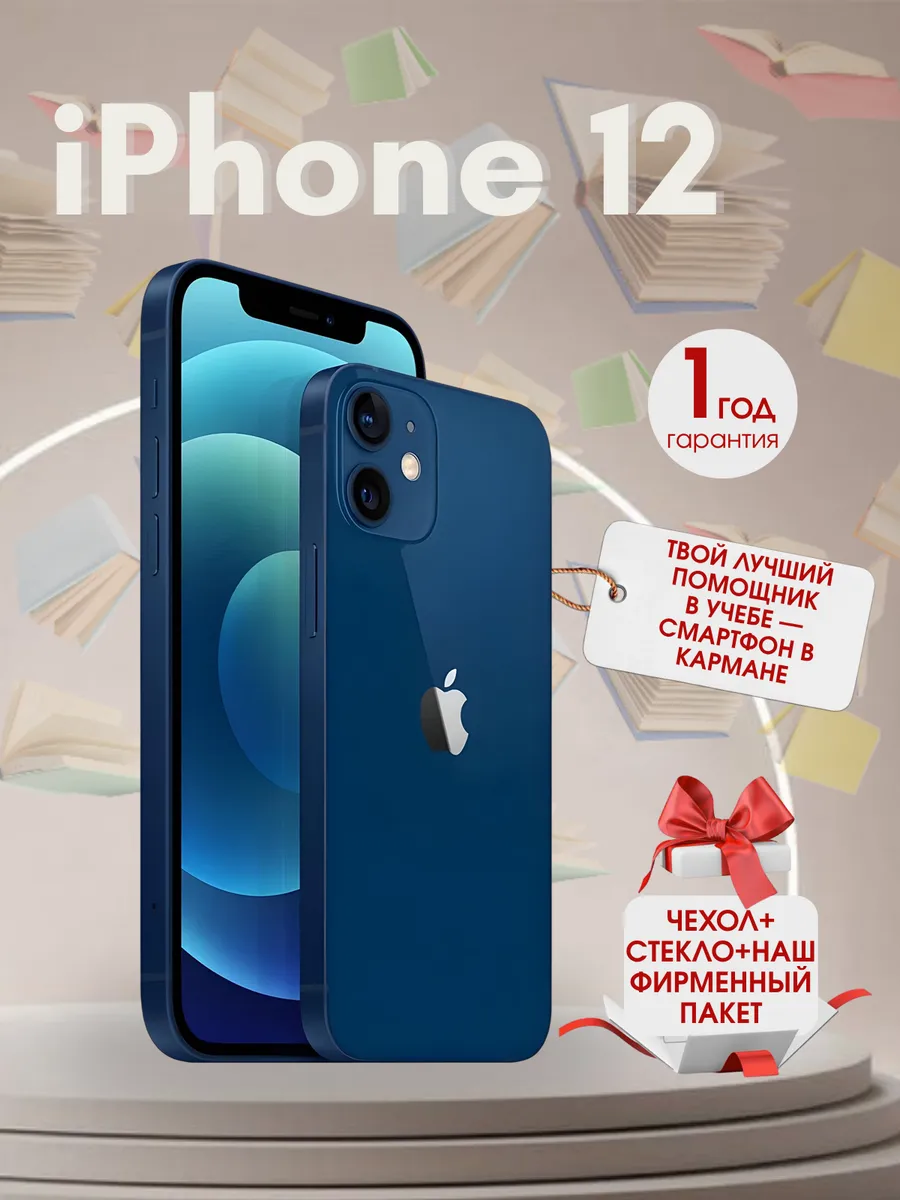 iPhone 12
1 ГОД
гарантия
ТВОЙ ЛУЧШИЙ
ПОМОЩНИК
В УЧЕБЕ —
СМАРТФОН В
КАРМАНЕ
ЧЕХОЛ+
СТЕКЛО+НАШ
ФИРМЕННЫЙ
ПАКЕТ